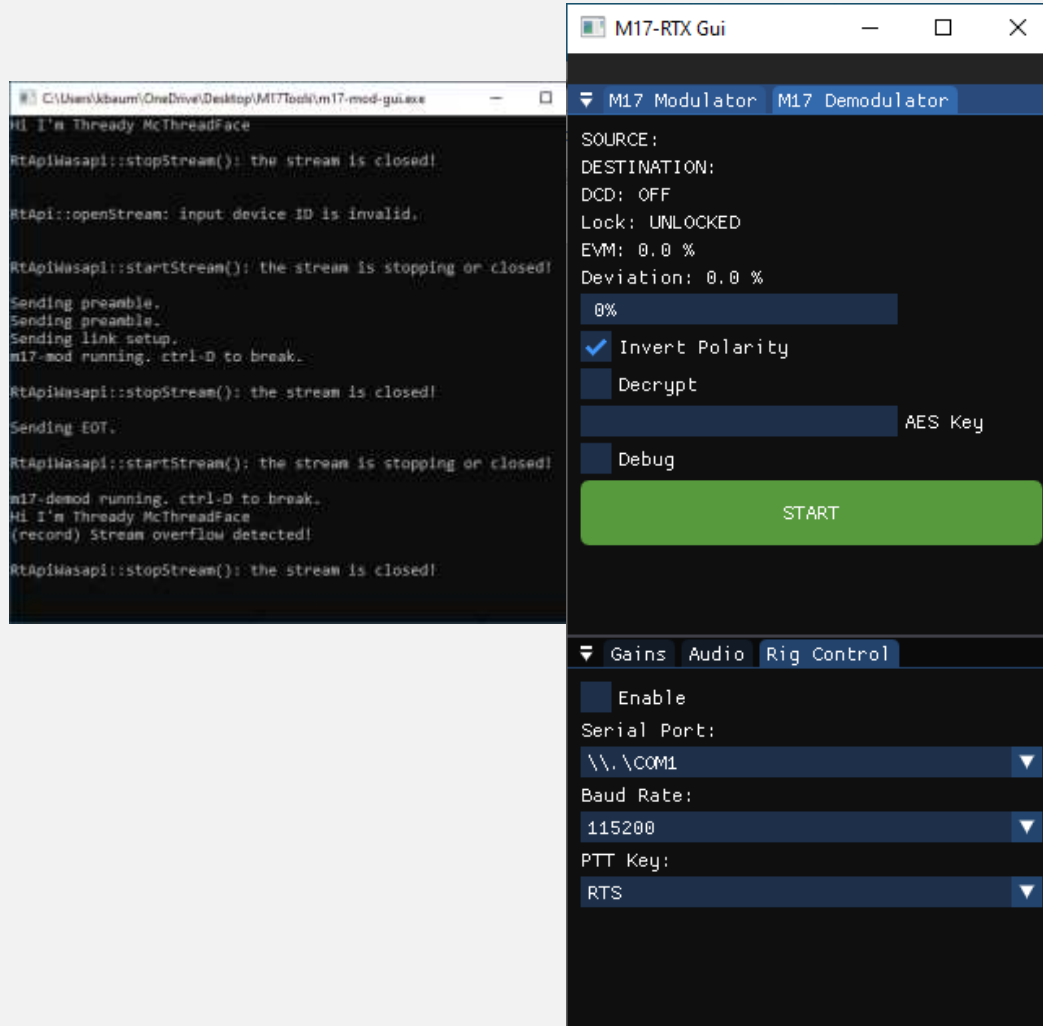 C:\Users\kbaum\OneDrive\Desktop\M17Tools\m17-mod-gui.exe
Hi I'm Thready McThreadFace
RtApiWasapi::stopStream(): the stream is closed!
RtApi::openStream: input device ID is invalid.
RtApiWasapi::startStream(): the stream is stopping or closed!
Sending preamble.
Sending preamble.
Sending link setup.
m17-mod running. ctrl-D to break.
RtApiWasapi::stopStream(): the stream is closed!
Sending EOT.
RtApiWasapi::startStream(): the stream is stopping or closed!
m17-demod running. ctrl-D to break.
Hi I'm Thready McThreadFace
(record) Stream overflow detected!
RtApiWasapi::stopStream(): the stream is closed!
M17-RTX Gui
M17 Modulator M17 Demodulator
SOURCE:
DESTINATION:
DCD: OFF
Lock: UNLOCKED
EVM: 0.0 %
Deviation: 0.0 %
0%
Invert Polarity
Decrypt
AES Key
Debug
START
Gains Audio Rig Control
Enable
Serial Port:
\\.\COM1
Baud Rate:
115200
PTT Key:
RTS